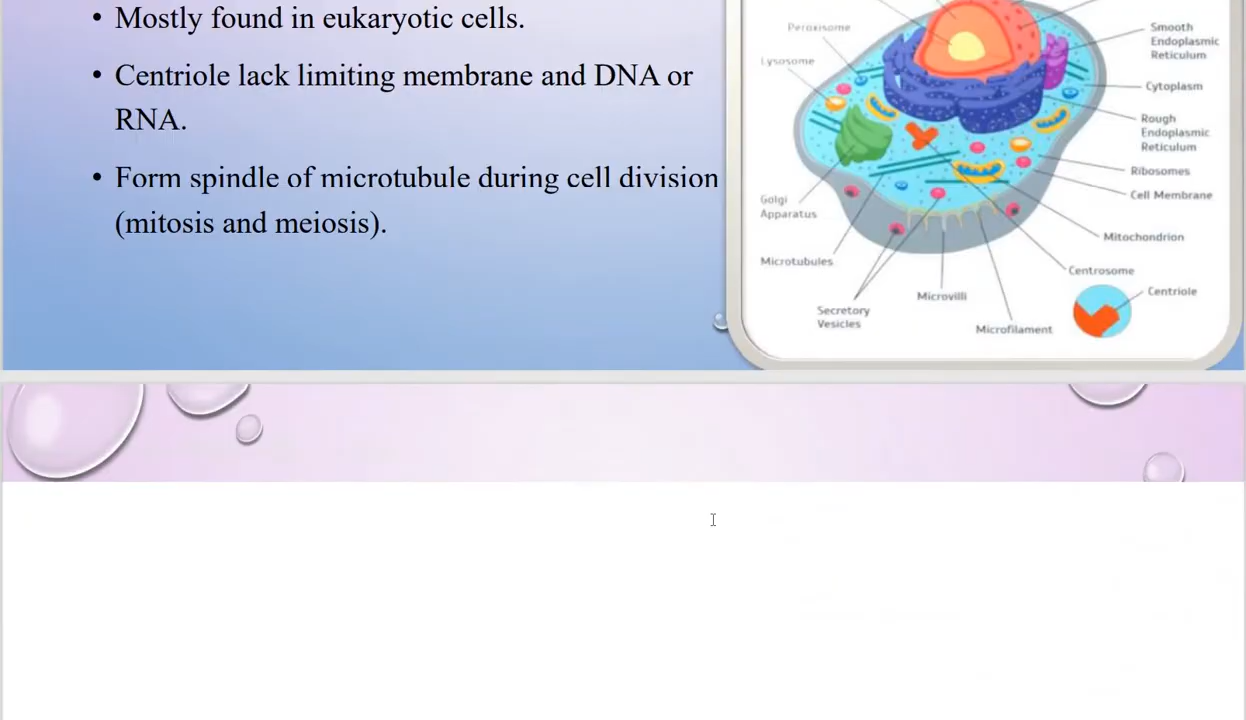 • Mostly found in eukaryotic cells.
• Centriole lack limiting membrane and DNA or
RNA.
• Form spindle of microtubule during cell division
(mitosis and meiosis).
Peroxisome
Lysosome
Golgi
Apparatus
Microtubules
Secretory
Vesicles
Microvilli
Microfilament
Smooth
Endoplasmic
Reticulum
Cytoplasm
Rough
Endoplasmic
Reticulum
Ribosomes
Cell Membrane
Mitochondrion
Centrosome
Centriole